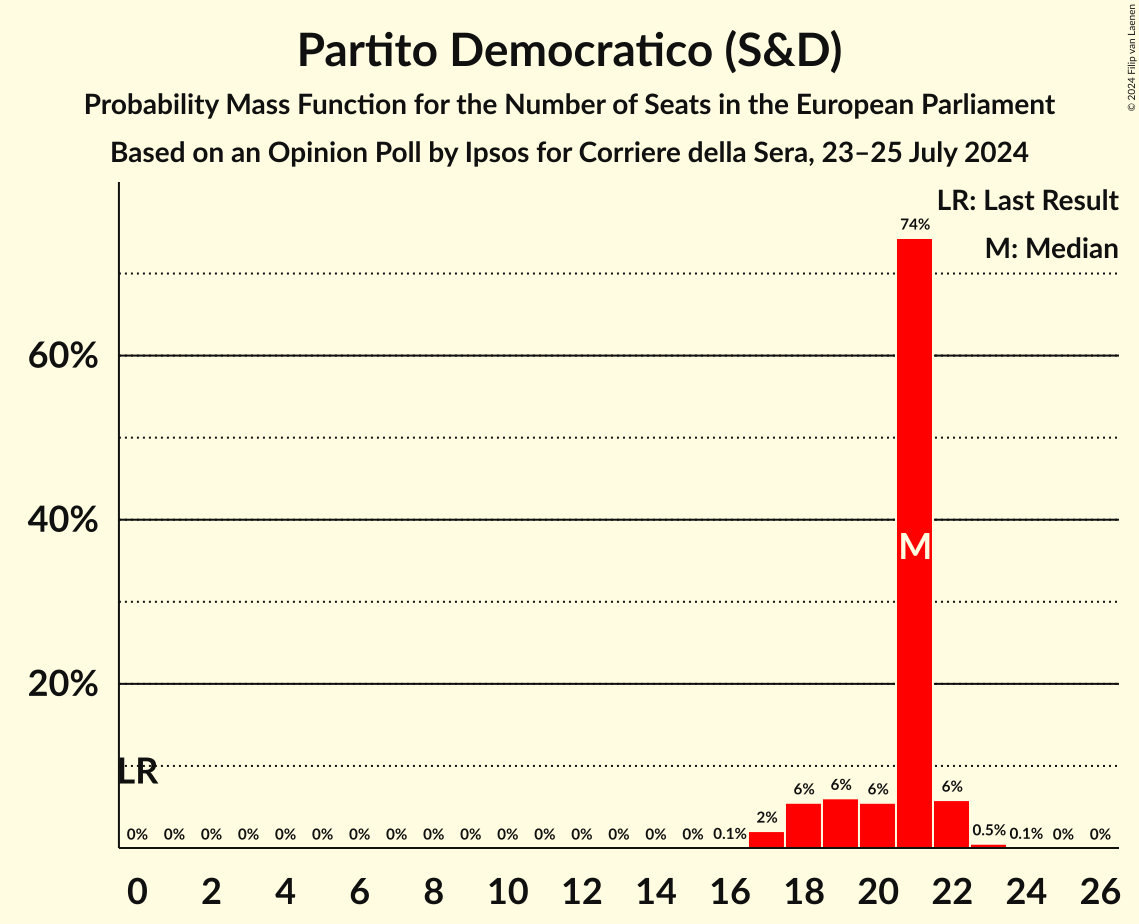 Partito Democratico (S&D)
Probability Mass Function for the Number of Seats in the European Parliament
Based on an Opinion Poll by Ipsos for Corriere della Sera, 23–25 July 2024
© 2024 Filip van Laenen
LR: Last Result
M: Median
74%
60%
40%
M
20%
LR
0% 0% 0% 0% 0% 0% 0% 0% 0% 0% 0% 0% 0% 0% 0% 0% 0.1% 2% 6% 6% 6% 6% 0.5% 0.1% 0% 0%
0 2 4 6 8 10 12 14 16 18 20 22 24 26